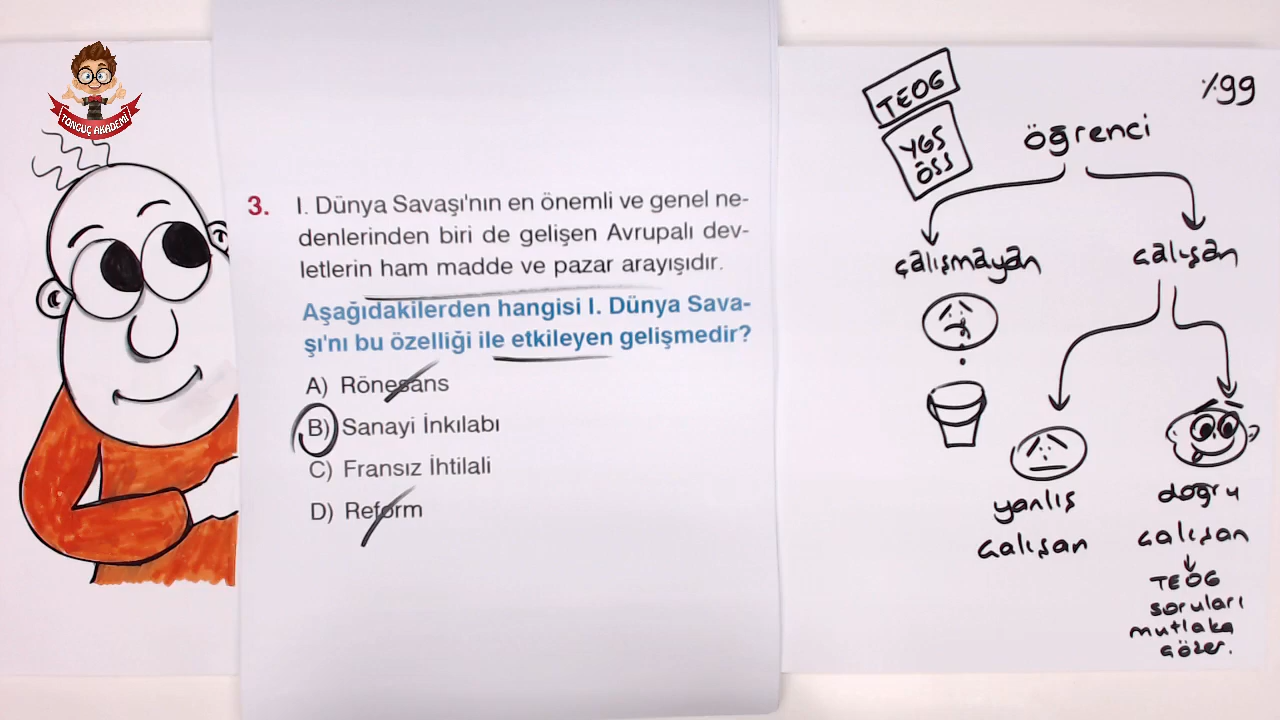 TONGUÇ AKADEMİ
3. I. Dünya Savaşı'nın en önemli ve genel ne-
denlerinden biri de gelişen Avrupalı dev-
letlerin ham madde ve pazar arayışıdır.
Aşağıdakilerden hangisi I. Dünya Sava-
şı'nı bu özelliği ile etkileyen gelişmedir?
A) Rönesans
B) Sanayi İnkılabı
C) Fransız İhtilali
D) Reform
TEOG
YGS
ÖSS
%99
öğrenci
çalışmayan
çalışan
yanlış
çalışan
doğru
çalışan
TEOG
soruları
mutlaka
çözer.